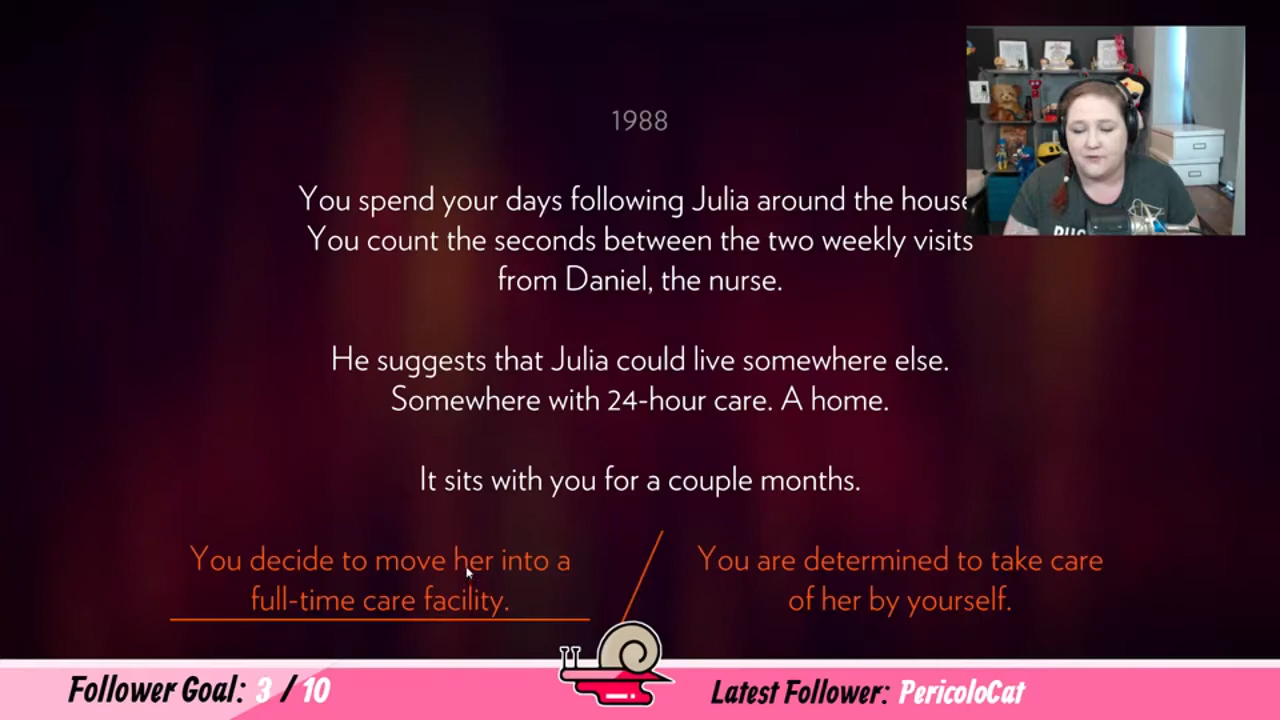 1988
You spend your days following Julia around the house
You count the seconds between the two weekly visits
from Daniel, the nurse.
He suggests that Julia could live somewhere else.
Somewhere with 24-hour care. A home.
It sits with you for a couple months.
You decide to move her into a
full-time care facility.
You are determined to take care
of her by yourself.
Follower Goal: 3 / 10
Latest Follower: PericoloCat